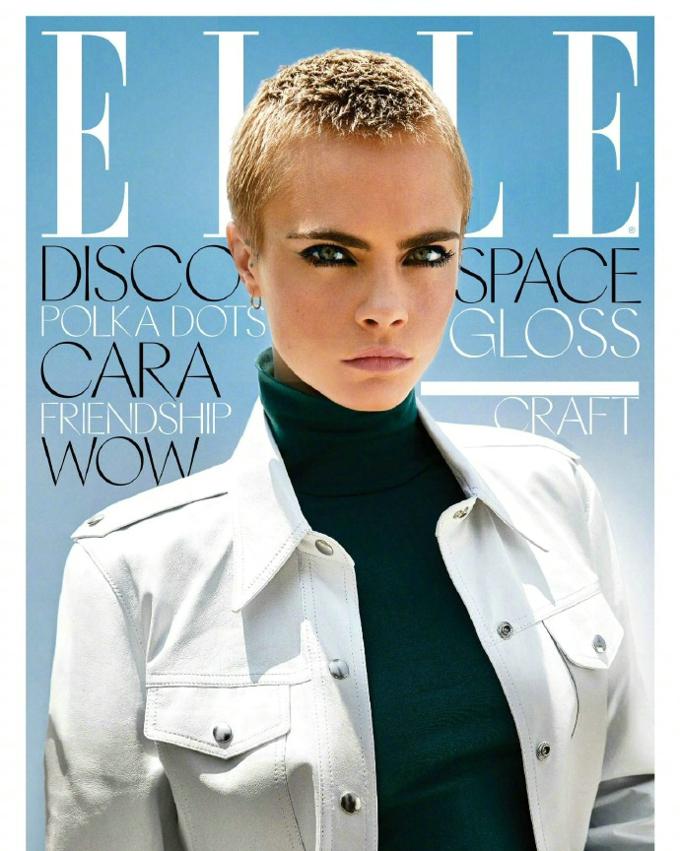 ELLE
DISCO
POLKA DOTS
CARA
FRIENDSHIP
WOW
SPACE
GLOSS
CRAFT